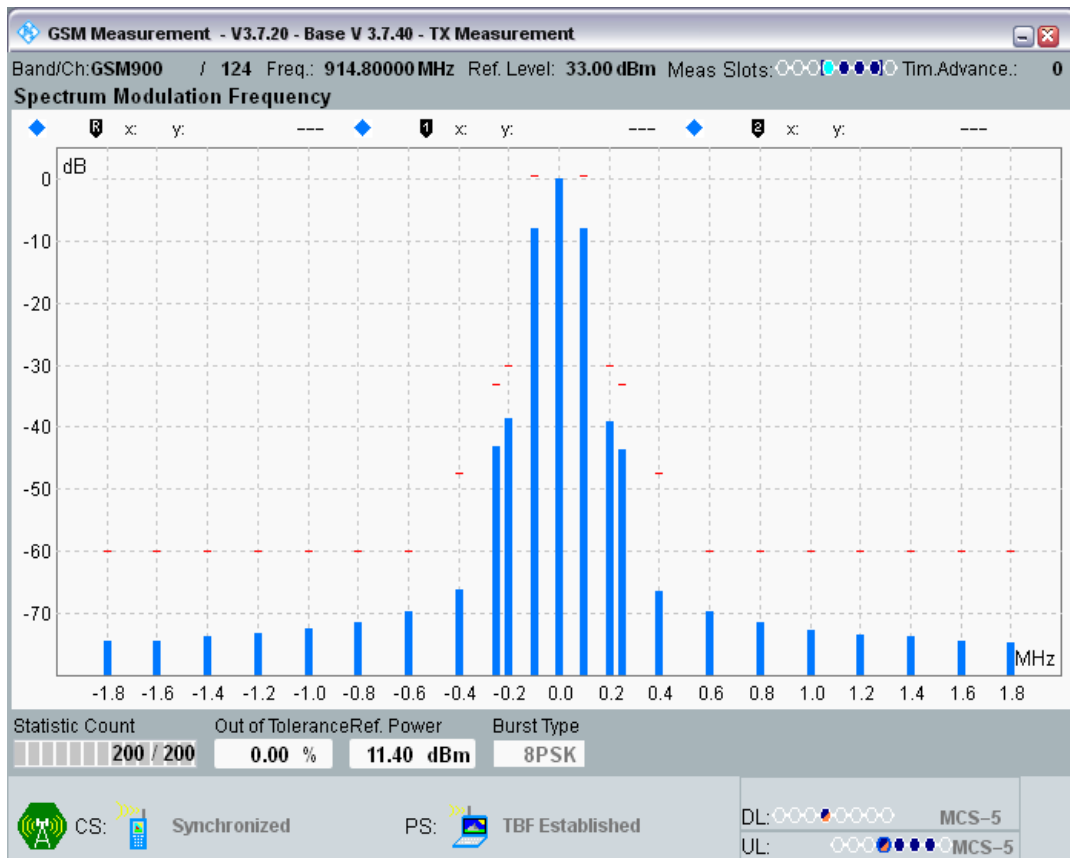 GSM Measurement - V3.7.20 - Base V 3.7.40 - TX Measurement
Band/Ch:GSM900 / 124 Freq.: 914.80000 MHz Ref. Level: 33.00 dBm Meas Slots: Tim.Advance.: 0
Spectrum Modulation Frequency
R x: y: --- 1 x: y: --- 2 x: y: ---
dB
0
-10
-20
-30
-40
-50
-60
-70
MHz
-1.8 -1.6 -1.4 -1.2 -1.0 -0.8 -0.6 -0.4 -0.2 0.0 0.2 0.4 0.6 0.8 1.0 1.2 1.4 1.6 1.8
Statistic Count Out of Tolerance Ref. Power Burst Type
200 / 200 0.00 % 11.40 dBm 8PSK
CS: Synchronized PS: TBF Established
DL: MCS-5
UL: MCS-5